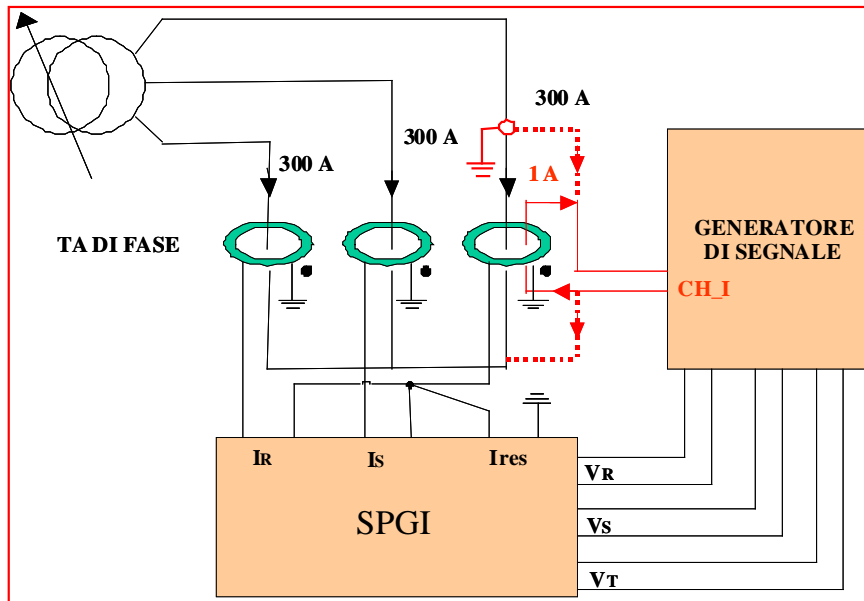 300 A
300 A
300 A
1 A
TA DI FASE
GENERATORE
DI SEGNALE
CH_I
IR
IS
Ires
VR
SPGI
VS
VT